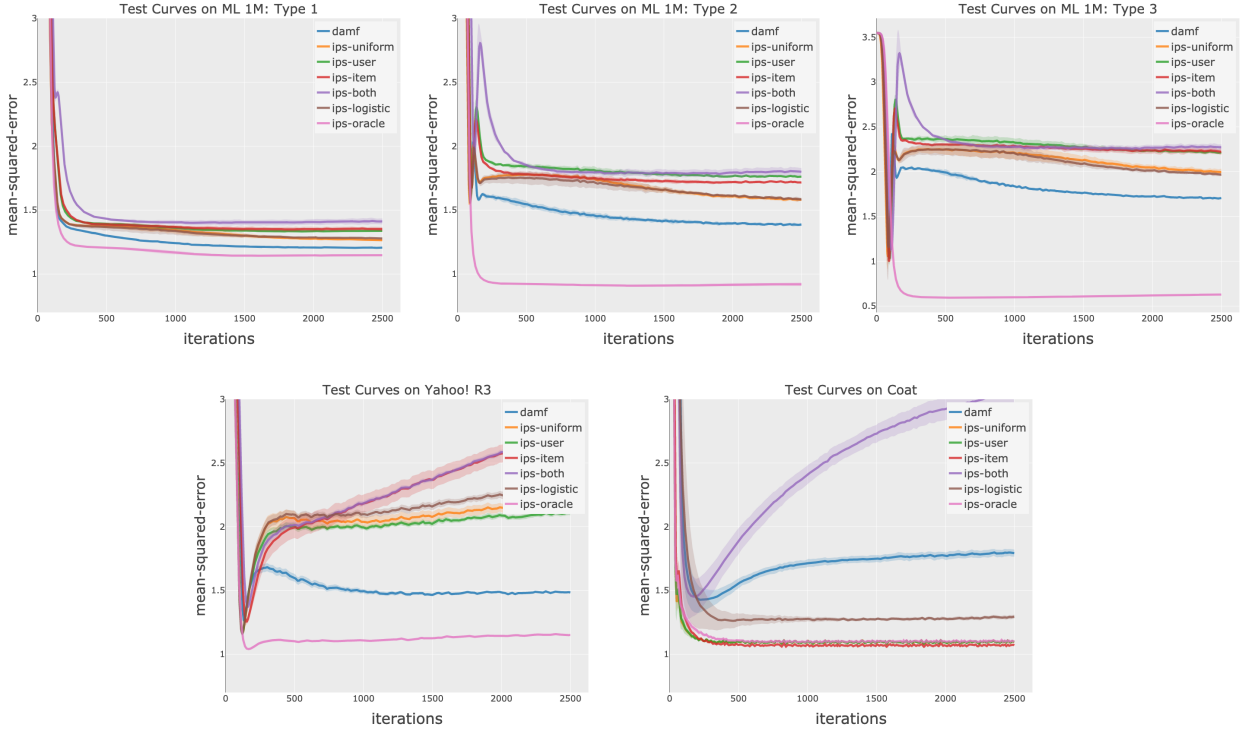 Test Curves on ML 1M: Type 1
mean-squared-error
3
2.5
2
1.5
1
0
500
1000
1500
2000
2500
iterations
damf
ips-uniform
ips-user
ips-item
ips-both
ips-logistic
ips-oracle
Test Curves on ML 1M: Type 2
mean-squared-error
3
2.5
2
1.5
1
0
500
1000
1500
2000
2500
iterations
damf
ips-uniform
ips-user
ips-item
ips-both
ips-logistic
ips-oracle
Test Curves on ML 1M: Type 3
mean-squared-error
3.5
3
2.5
2
1.5
1
0.5
0
500
1000
1500
2000
2500
iterations
damf
ips-uniform
ips-user
ips-item
ips-both
ips-logistic
ips-oracle
Test Curves on Yahoo! R3
mean-squared-error
3
2.5
2
1.5
1
0
500
1000
1500
2000
2500
iterations
damf
ips-uniform
ips-user
ips-item
ips-both
ips-logistic
ips-oracle
Test Curves on Coat
mean-squared-error
3
2.5
2
1.5
1
0
500
1000
1500
2000
2500
iterations
damf
ips-uniform
ips-user
ips-item
ips-both
ips-logistic
ips-oracle